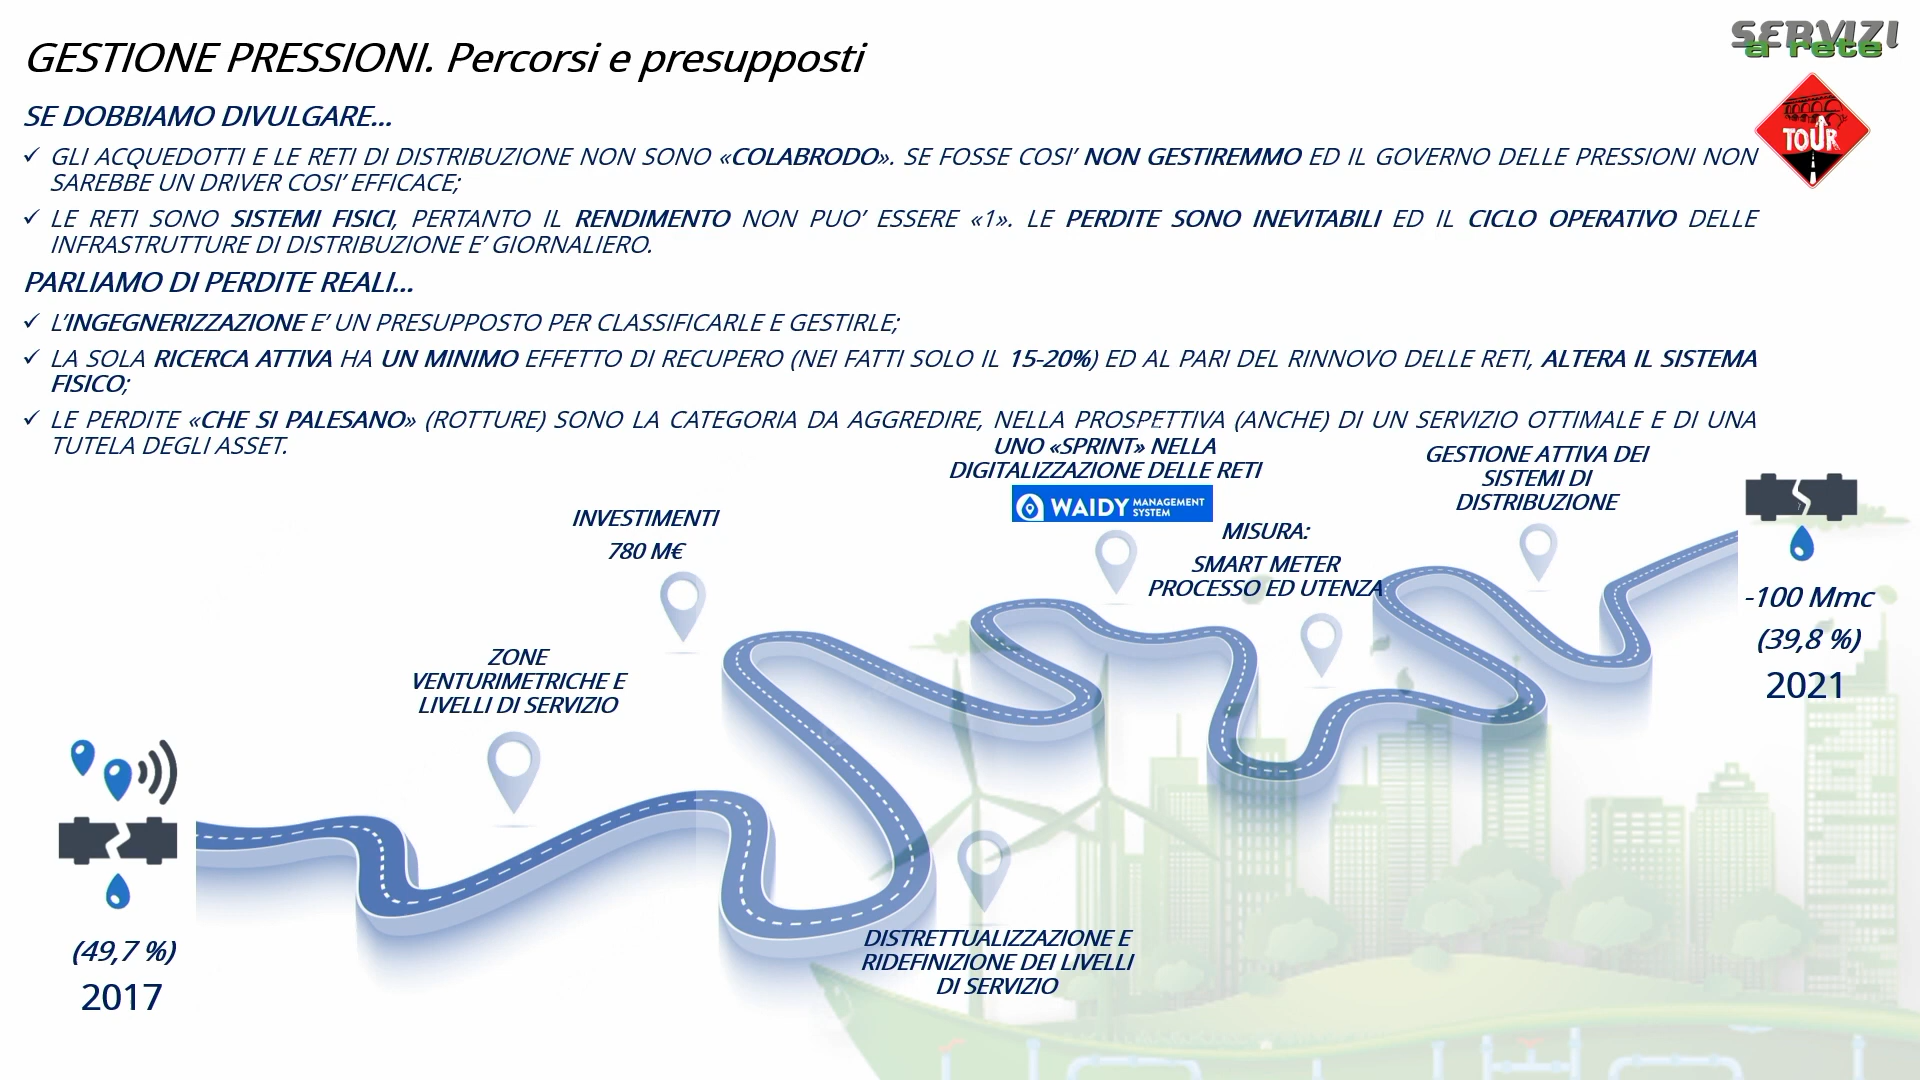 GESTIONE PRESSIONI. Percorsi e presupposti
SERVIZI
a rete
TOUR
SE DOBBIAMO DIVULGARE...
✓ GLI ACQUEDOTTI E LE RETI DI DISTRIBUZIONE NON SONO «COLABRODO». SE FOSSE COSI' NON GESTIREMMO ED IL GOVERNO DELLE PRESSIONI NON
SAREBBE UN DRIVER COSI' EFFICACE;
✓ LE RETI SONO SISTEMI FISICI, PERTANTO IL RENDIMENTO NON PUO' ESSERE «1». LE PERDITE SONO INEVITABILI ED IL CICLO OPERATIVO DELLE
INFRASTRUTTURE DI DISTRIBUZIONE E' GIORNALIERO.
PARLIAMO DI PERDITE REALI...
✓ L'INGEGNERIZZAZIONE E' UN PRESUPPOSTO PER CLASSIFICARLE E GESTIRLE;
✓ LA SOLA RICERCA ATTIVA HA UN MINIMO EFFETTO DI RECUPERO (NEI FATTI SOLO IL 15-20%) ED AL PARI DEL RINNOVO DELLE RETI, ALTERA IL SISTEMA
FISICO;
✓ LE PERDITE «CHE SI PALESANO» (ROTTURE) SONO LA CATEGORIA DA AGGREDIRE, NELLA PROSPETTIVA (ANCHE) DI UN SERVIZIO OTTIMALE E DI UNA
TUTELA DEGLI ASSET.
(49,7 %)
2017
ZONE
VENTURIMETRICHE E
LIVELLI DI SERVIZIO
INVESTIMENTI
780 M€
DISTRETTUALIZZAZIONE E
RIDEFINIZIONE DEI LIVELLI
DI SERVIZIO
UNO «SPRINT» NELLA
DIGITALIZZAZIONE DELLE RETI
WAIDY MANAGEMENT
SYSTEM
MISURA:
SMART METER
PROCESSO ED UTENZA
GESTIONE ATTIVA DEI
SISTEMI DI
DISTRIBUZIONE
-100 Mmc
(39,8 %)
2021